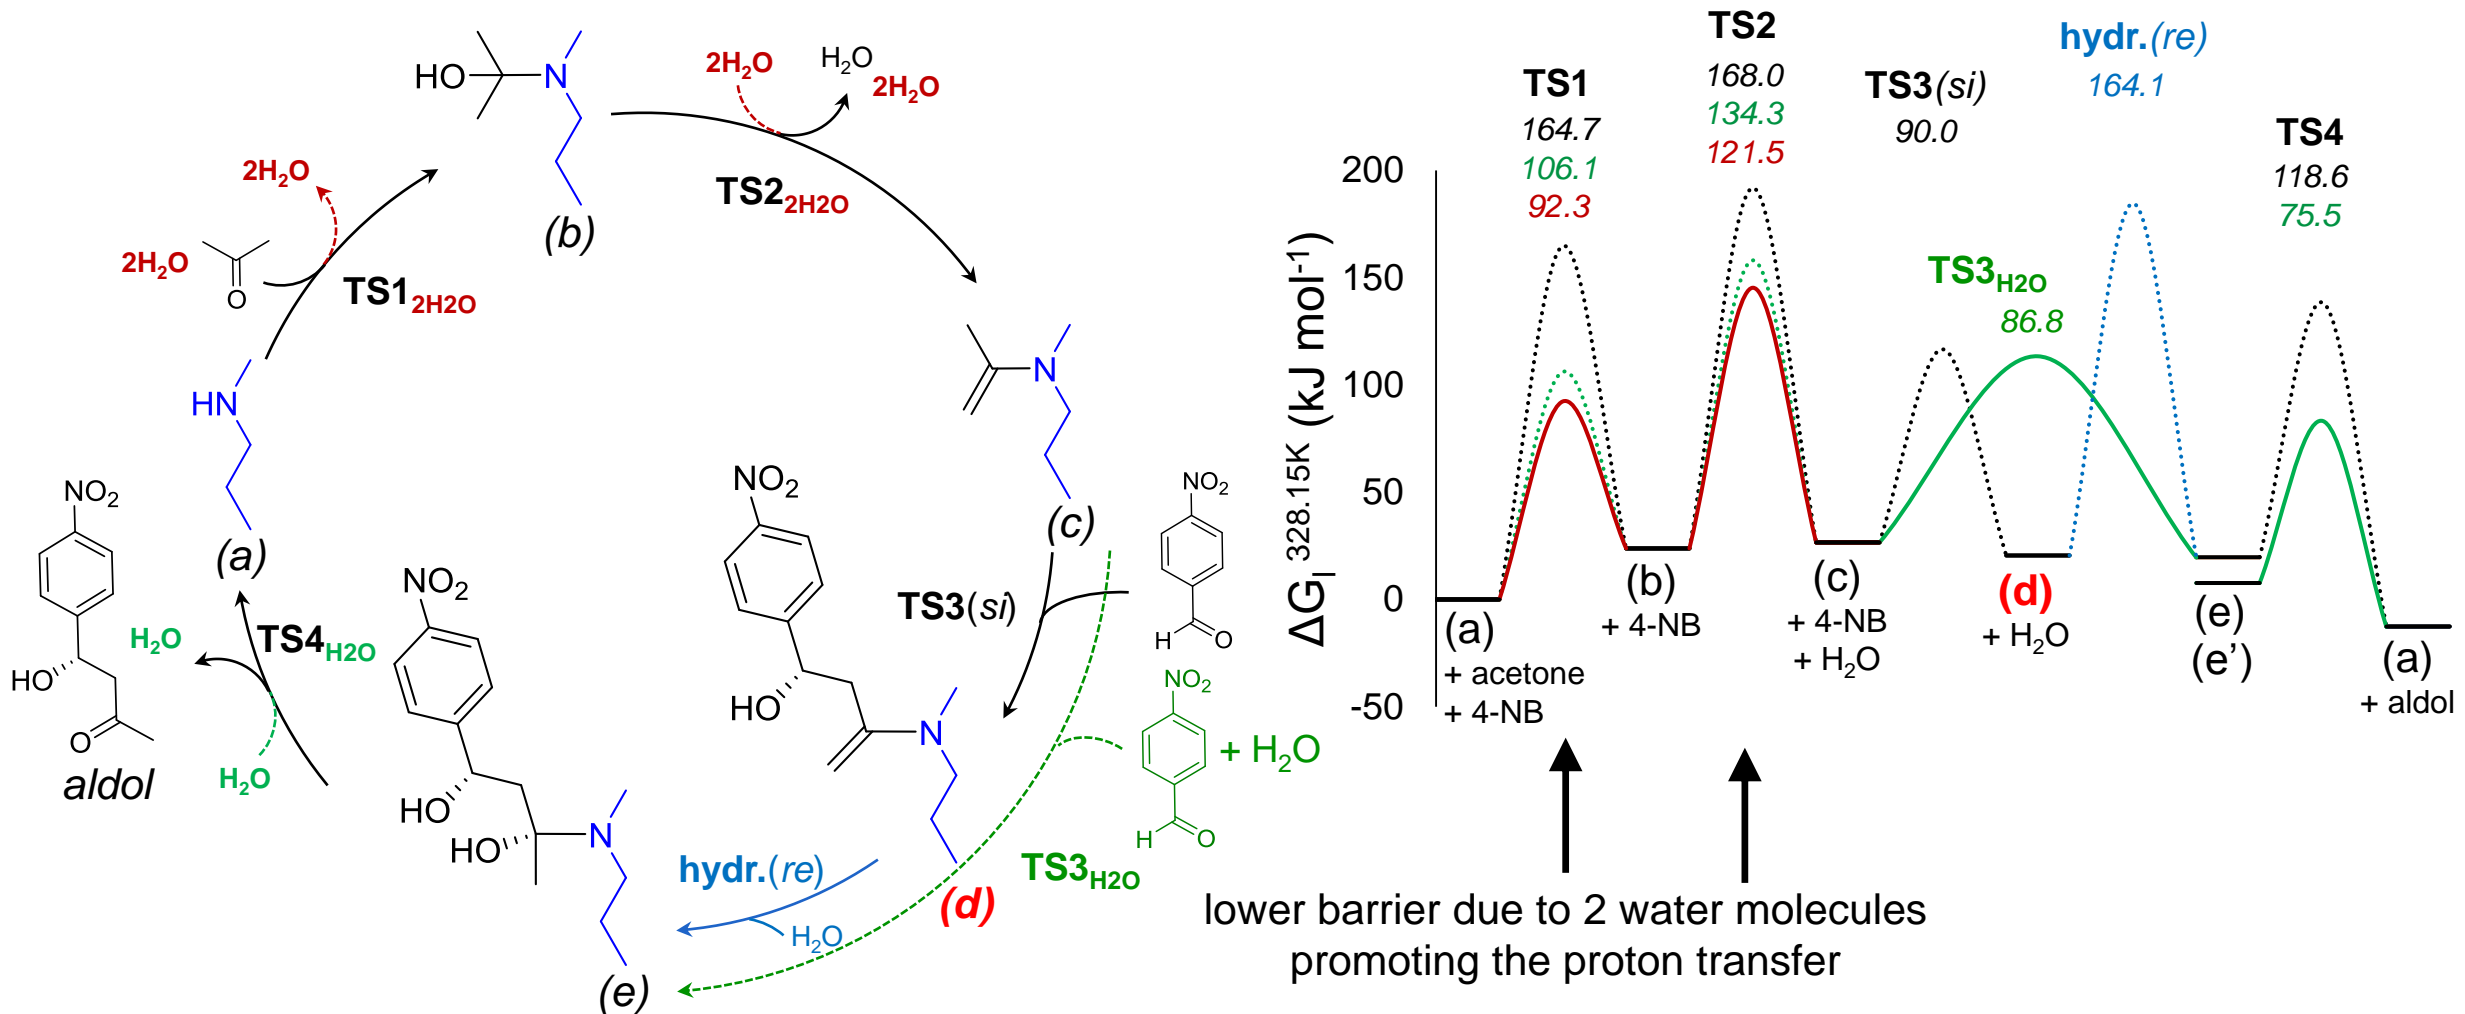 HO
N
(b)
2H₂O
H₂O
2H₂O
TS2₂H2O
2H₂O
2H₂O
O
TS1₂H2O
HN
(a)
N
(c)
NO₂
H
O
TS3(si)
NO₂
HO
N
(d)
NO₂
H
O
+ H₂O
TS3H2O
hydr.(re)
H₂O
NO₂
HO
HO
N
(e)
TS4H2O
H₂O
H₂O
NO₂
HO
O
aldol
TS1
164.7
106.1
92.3
TS2
168.0
134.3
121.5
TS3(si)
90.0
hydr.(re)
164.1
TS3H2O
86.8
TS4
118.6
75.5
ΔGₗ³²⁸·¹⁵ᴷ (kJ mol⁻¹)
200
150
100
50
0
-50
(a)
+ acetone
+ 4-NB
(b)
+ 4-NB
(c)
+ 4-NB
+ H₂O
(d)
+ H₂O
(e)
(e’)
(a)
+ aldol
lower barrier due to 2 water molecules
promoting the proton transfer